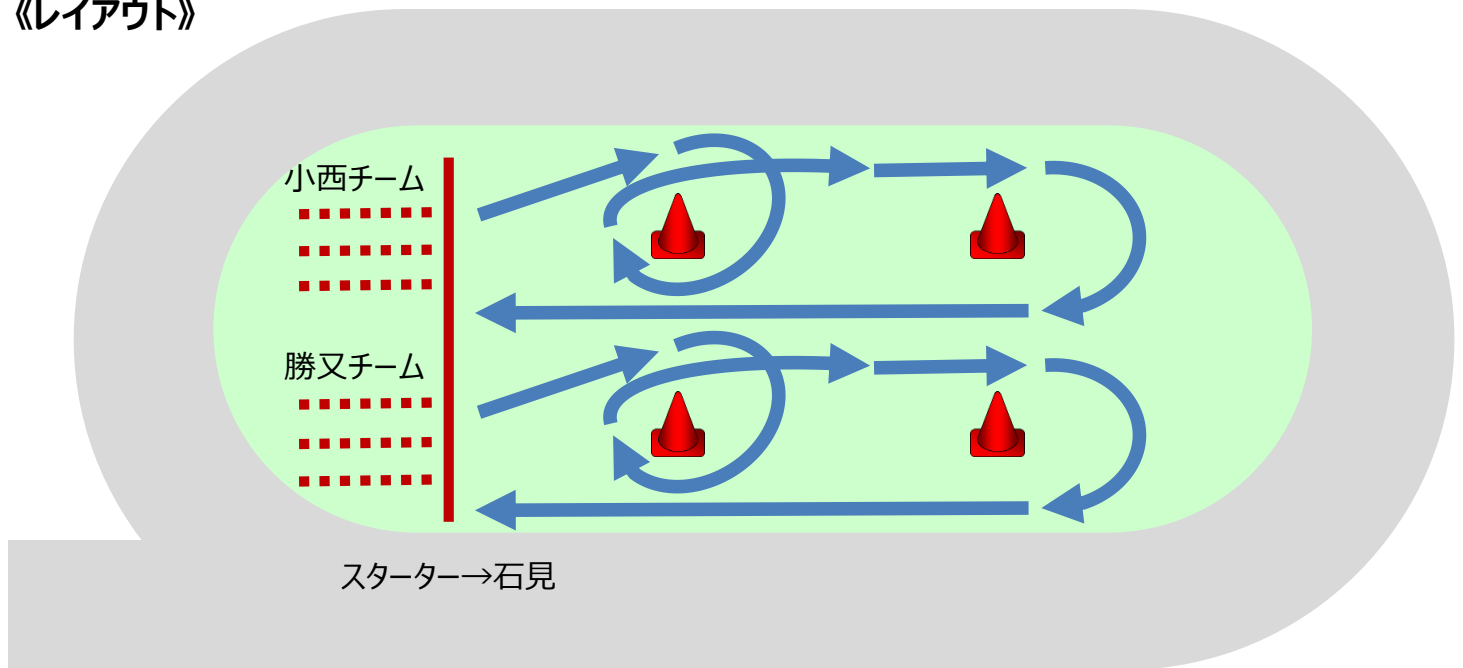 《レイアウト》
小西チーム
勝又チーム
スターター→石見